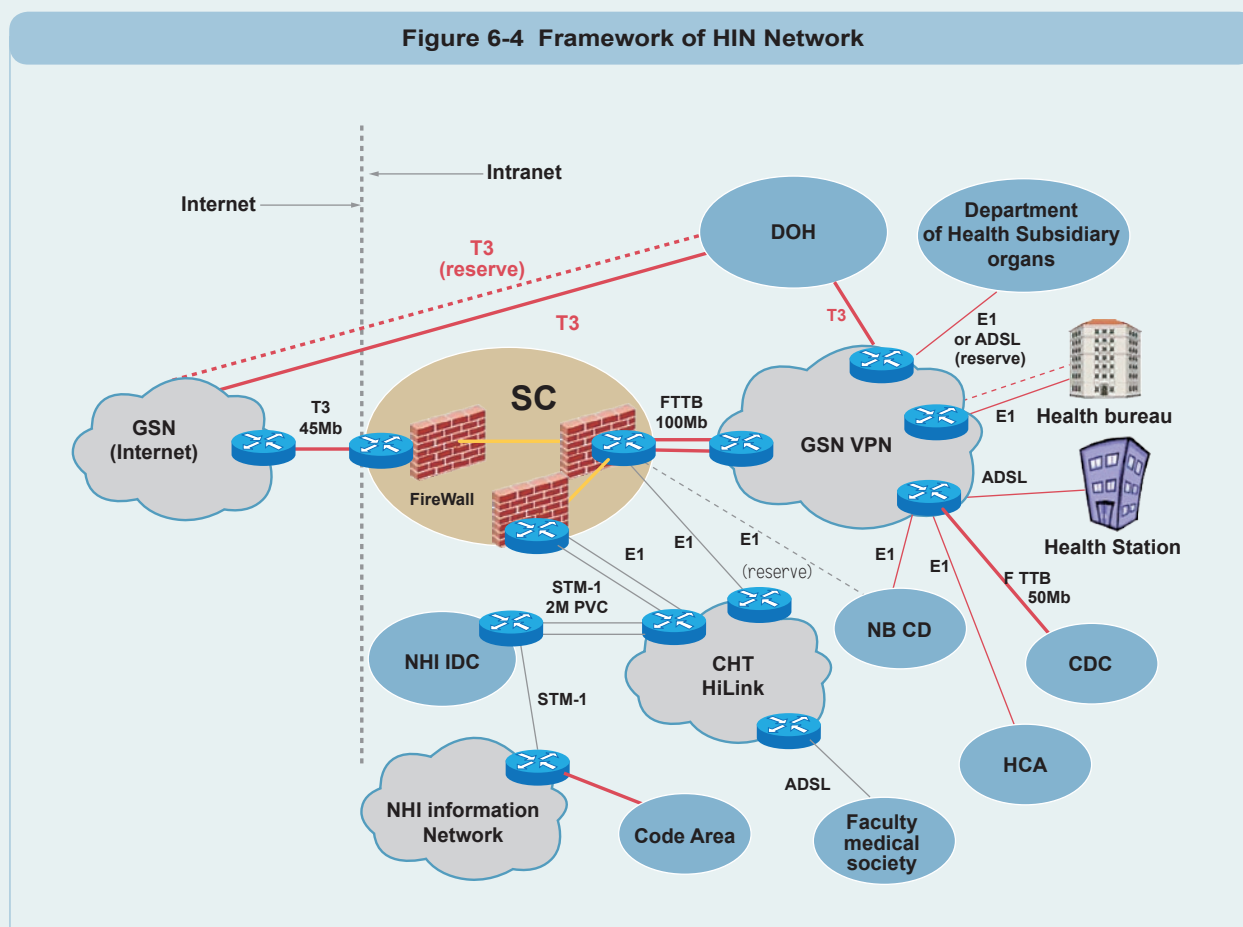 Figure 6-4 Framework of HIN Network
Intranet
Internet
DOH
Department
of Health Subsidiary
organs
T3
(reserve)
T3
T3
E1
or ADSL
(reserve)
SC
GSN
(Internet)
T3
45Mb
FTTB
100Mb
GSN VPN
E1
Health bureau
FireWall
ADSL
Health Station
E1
E1
E1
(reserve)
E1
E1
F TTB
50Mb
STM-1
2M PVC
NHI IDC
CHT
HiLink
NB CD
CDC
STM-1
HCA
ADSL
NHI information
Network
Code Area
Faculty
medical
society